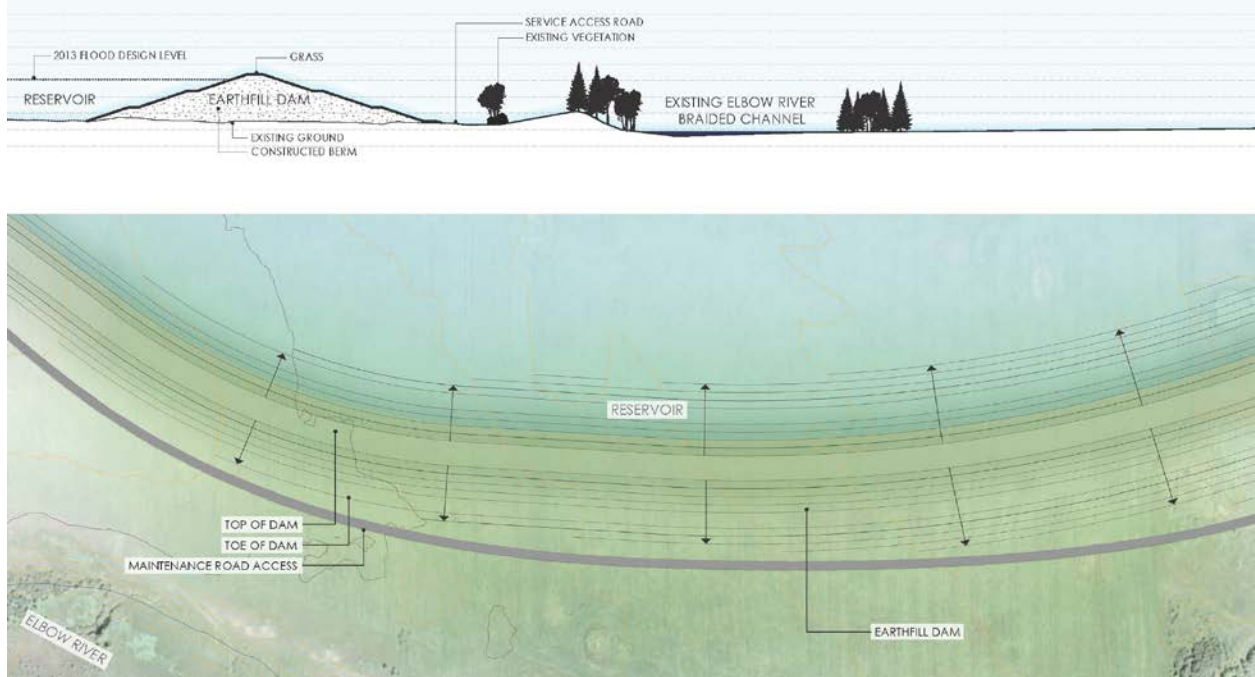 SERVICE ACCESS ROAD
EXISTING VEGETATION
2013 FLOOD DESIGN LEVEL
GRASS
RESERVOIR
EARTHFILL DAM
EXISTING ELBOW RIVER
BRAIDED CHANNEL
EXISTING GROUND
CONSTRUCTED BERM
RESERVOIR
TOP OF DAM
TOE OF DAM
MAINTENANCE ROAD ACCESS
ELBOW RIVER
EARTHFILL DAM